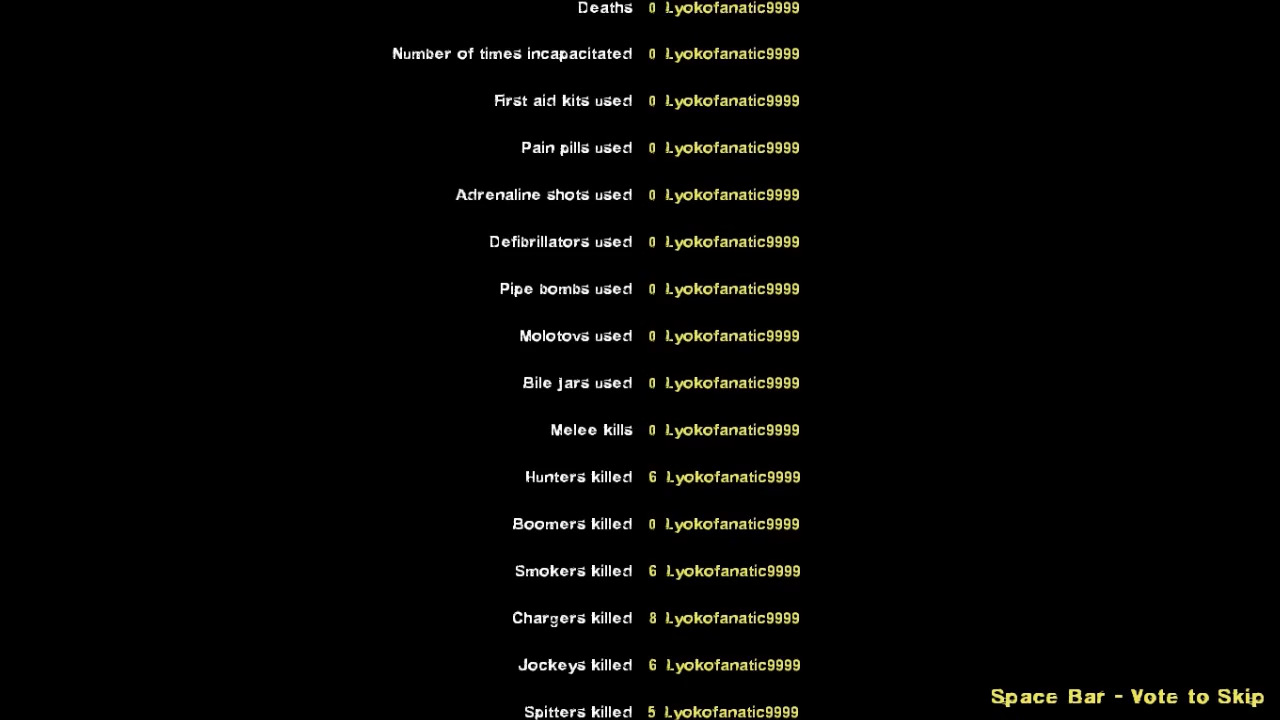 Deaths 0 Lyokofanatic9999
Number of times incapacitated 0 Lyokofanatic9999
First aid kits used 0 Lyokofanatic9999
Pain pills used 0 Lyokofanatic9999
Adrenaline shots used 0 Lyokofanatic9999
Defibrillators used 0 Lyokofanatic9999
Pipe bombs used 0 Lyokofanatic9999
Molotovs used 0 Lyokofanatic9999
Bile jars used 0 Lyokofanatic9999
Melee kills 0 Lyokofanatic9999
Hunters killed 6 Lyokofanatic9999
Boomers killed 0 Lyokofanatic9999
Smokers killed 6 Lyokofanatic9999
Chargers killed 8 Lyokofanatic9999
Jockeys killed 6 Lyokofanatic9999
Spitters killed 5 Lyokofanatic9999
Space Bar - Vote to Skip